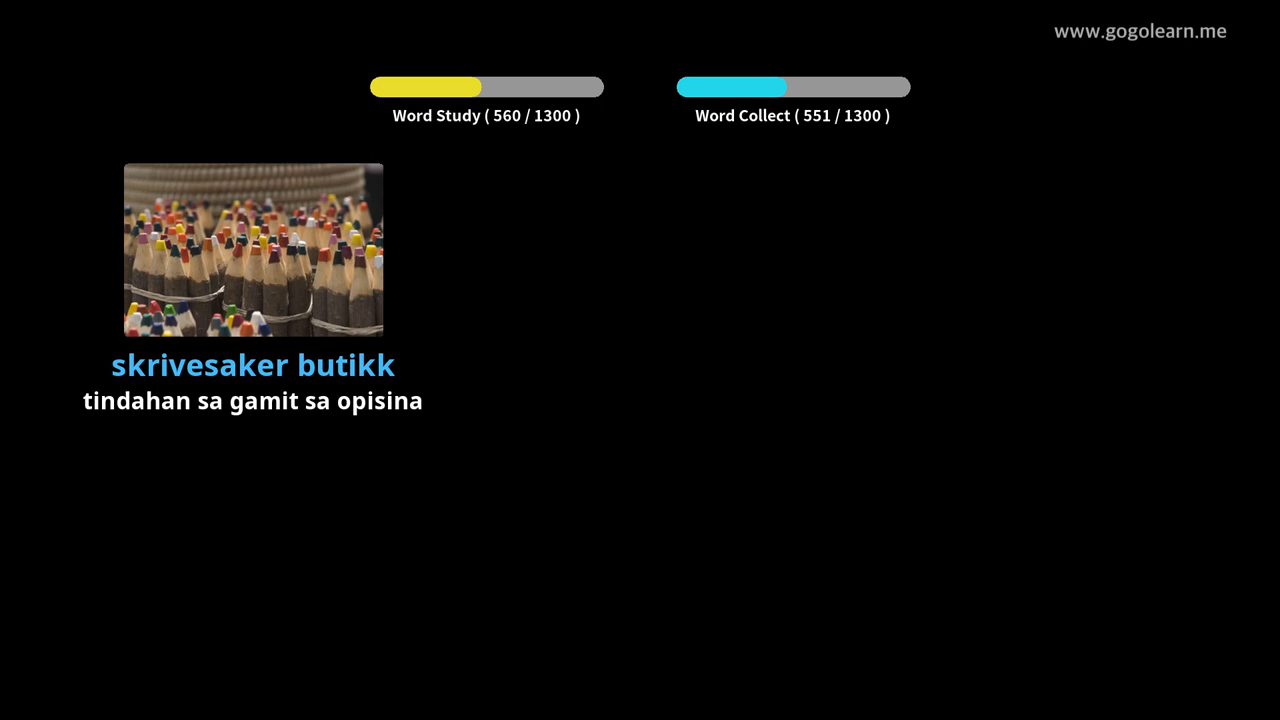 www.gogolearn.me
Word Study ( 560 / 1300 )
Word Collect ( 551 / 1300 )
skrivesaker butikk
tindahan sa gamit sa opisina